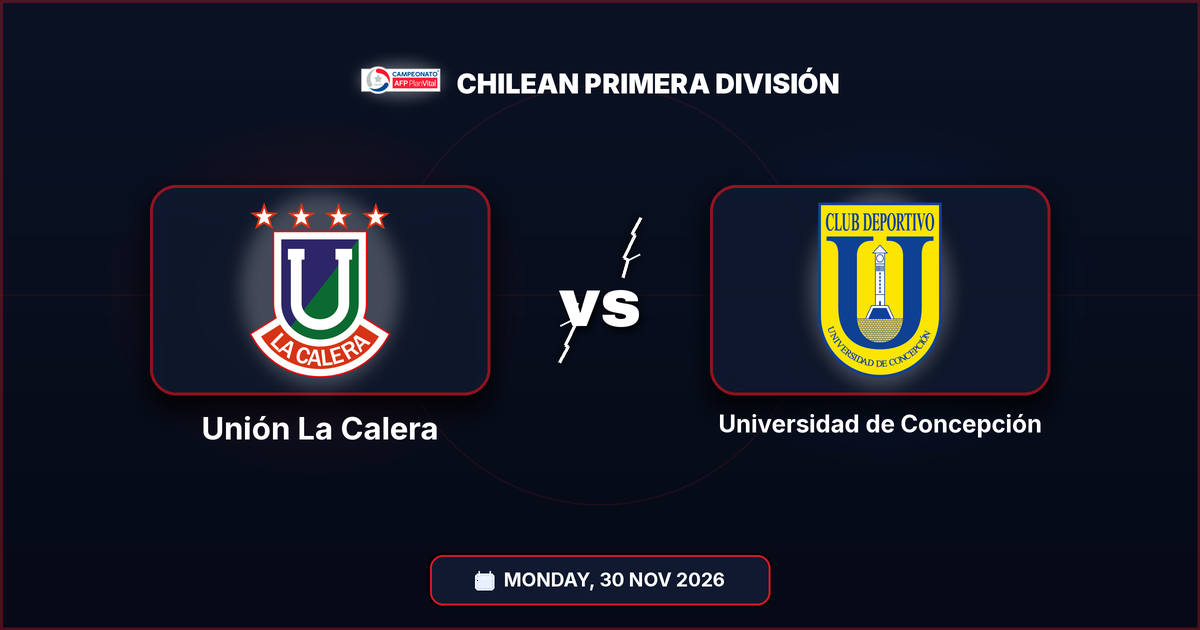 CAMPEONATO
AFP PlanVital
CHILEAN PRIMERA DIVISIÓN
U
LA CALERA
Unión La Calera
VS
CLUB DEPORTIVO
U
UNIVERSIDAD DE CONCEPCIÓN
Universidad de Concepción
MONDAY, 30 NOV 2026